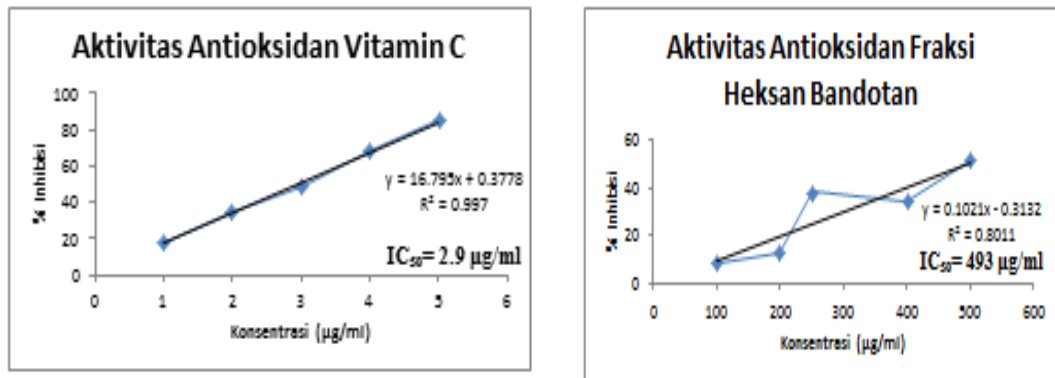 Aktivitas Antioksidan Vitamin C
100
80
60
40
20
0
% Inhibisi
y = 16.795x + 0.3778
R² = 0.997
IC₅₀= 2.9 µg/ml
0 1 2 3 4 5 6
Konsentrasi (µg/ml)
Aktivitas Antioksidan Fraksi
Heksan Bandotan
60
40
20
0
% Inhibisi
y = 0.1021x - 0.3132
R² = 0.8011
IC₅₀= 493 µg/ml
0 100 200 300 400 500 600
Konsentrasi (µg/ml)